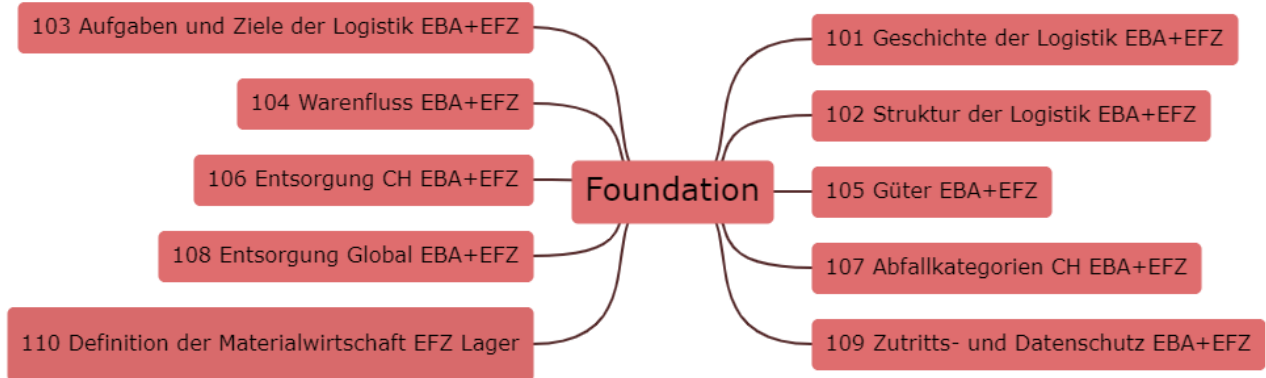 103 Aufgaben und Ziele der Logistik EBA+EFZ
104 Warenfluss EBA+EFZ
106 Entsorgung CH EBA+EFZ
108 Entsorgung Global EBA+EFZ
110 Definition der Materialwirtschaft EFZ Lager
Foundation
101 Geschichte der Logistik EBA+EFZ
102 Struktur der Logistik EBA+EFZ
105 Güter EBA+EFZ
107 Abfallkategorien CH EBA+EFZ
109 Zutritts- und Datenschutz EBA+EFZ